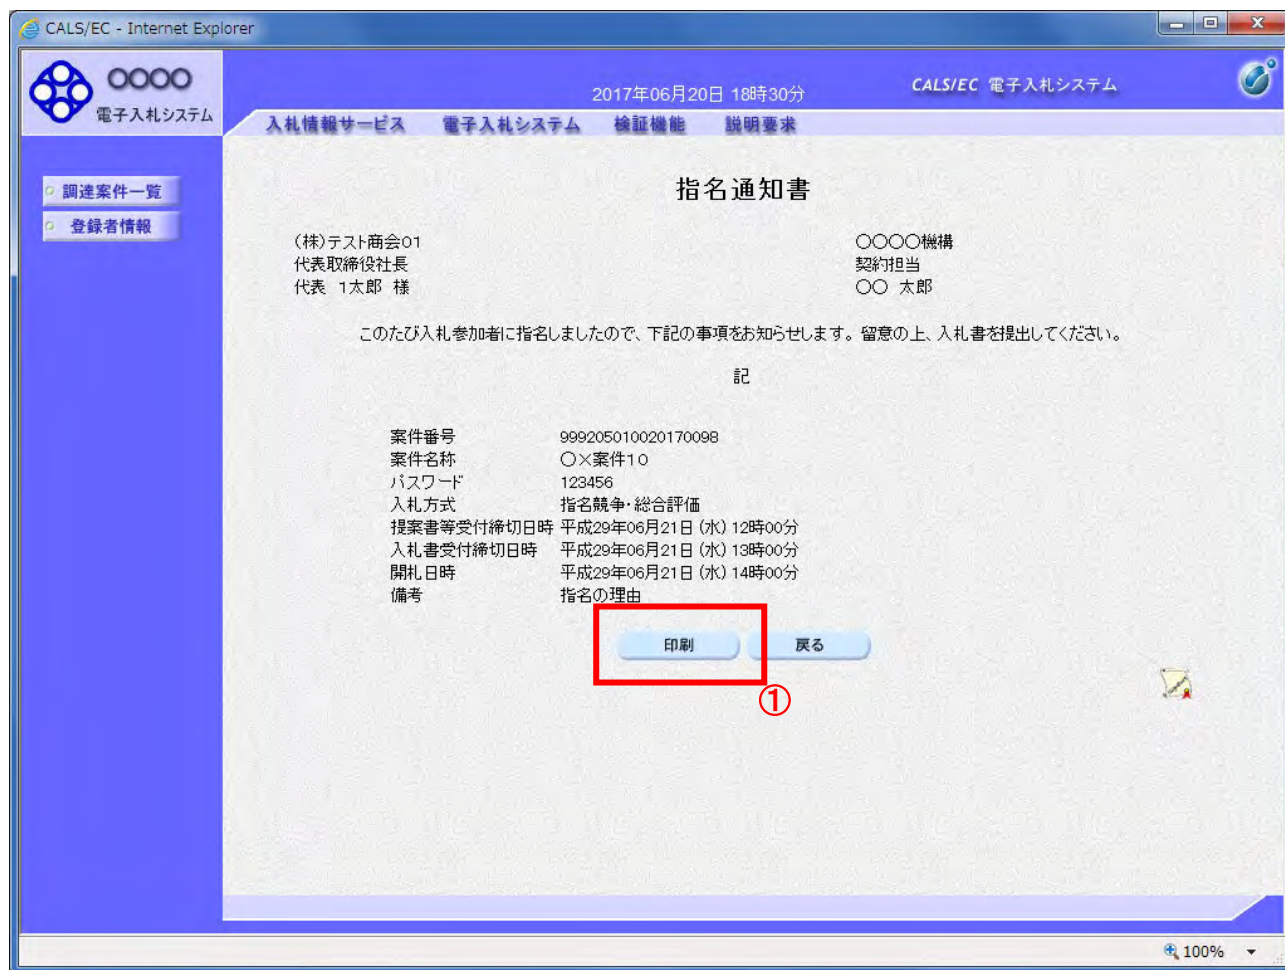 CALS/EC - Internet Explorer
〇〇〇〇
電子入札システム
2017年06月20日 18時30分
CALS/EC 電子入札システム
入札情報サービス 電子入札システム 検証機能 説明要求
調達案件一覧
登録者情報
指名通知書
(株)テスト商会01
〇〇〇〇機構
代表取締役社長
契約担当
代表 1太郎 様
〇〇 太郎
このたび入札参加者に指名しましたので、下記の事項をお知らせします。留意の上、入札書を提出してください。
記
案件番号 999205010020170098
案件名称 〇×案件10
パスワード 123456
入札方式 指名競争・総合評価
提案書等受付締切日時 平成29年06月21日(水)12時00分
入札書受付締切日時 平成29年06月21日(水)13時00分
開札日時 平成29年06月21日(水)14時00分
備考 指名の理由
印刷 戻る
①
100%